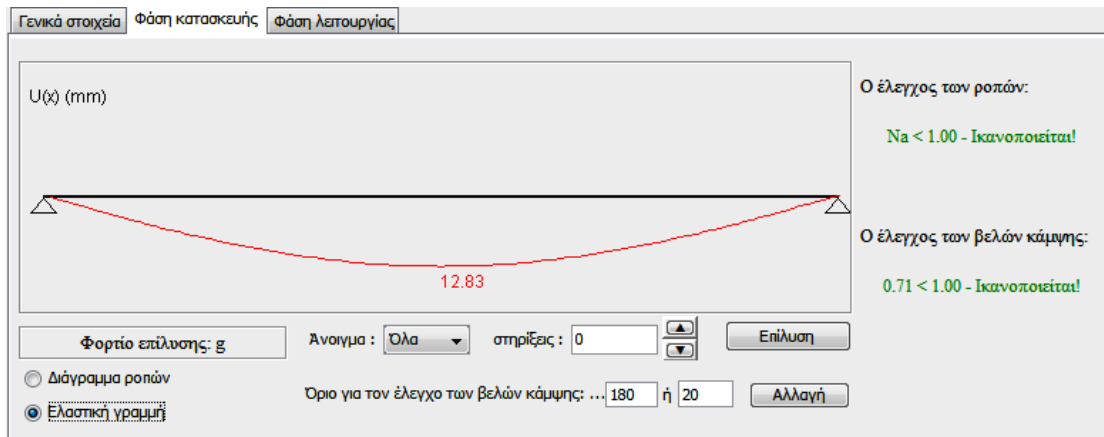 Γενικά στοιχεία Φάση κατασκευής Φάση λειτουργίας
U(x) (mm)
12.83
Ο έλεγχος των ροπών:
Na < 1.00 - Ικανοποιείται!
Ο έλεγχος των βελών κάμψης:
0.71 < 1.00 - Ικανοποιείται!
Φορτίο επίλυσης: g
Άνοιγμα : Όλα στηρίξεις : 0 Επίλυση
Διάγραμμα ροπών
Ελαστική γραμμή
Όριο για τον έλεγχο των βελών κάμψης: ... 180 ή 20 Αλλαγή